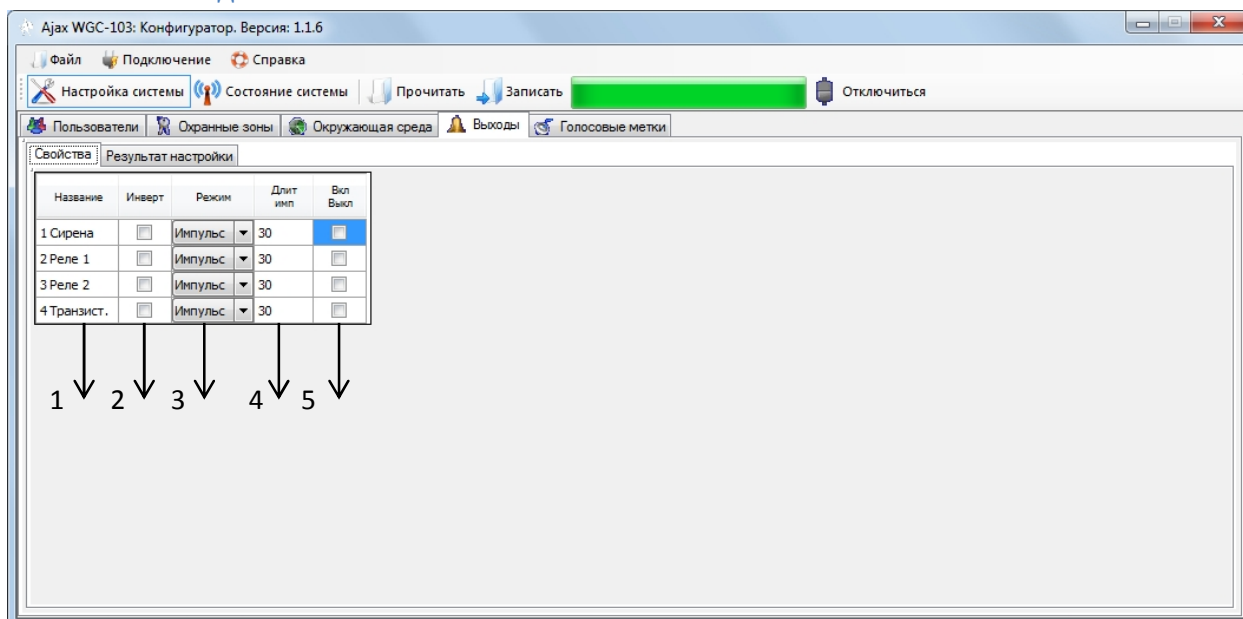 Ajax WGC-103: Конфигуратор. Версия: 1.1.6
Файл Подключение Справка
Настройка системы Состояние системы Прочитать Записать Отключиться
Пользователи Охранные зоны Окружающая среда Выходы Голосовые метки
Свойства Результат настройки
Название Инверт Режим Длит имп Вкл Выкл
1 Сирена Импульс 30
2 Реле 1 Импульс 30
3 Реле 2 Импульс 30
4 Транзист. Импульс 30
1 2 3 4 5